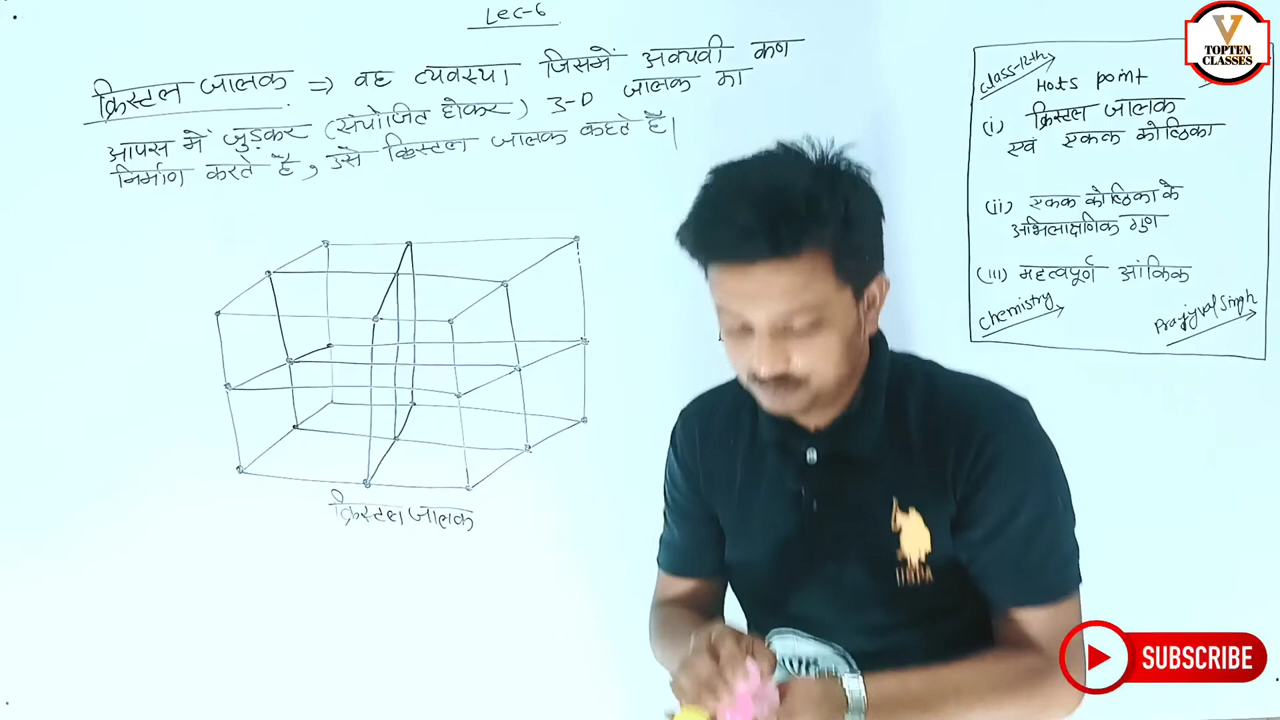 Lec-6
क्रिस्टल जालक ⇒ वह व्यवस्था जिसमें अवयवी कण
आपस में जुड़कर (संयोजित होकर) 3-D जालक का
निर्माण करते हैं, उसे क्रिस्टल जालक कहते हैं।
क्रिस्टल जालक
Class-12th
Hots point
(i) क्रिस्टल जालक
एवं एकक कोष्ठिका
(ii) एकक कोष्ठिका के
अभिलाक्षणिक गुण
(iii) महत्वपूर्ण आंकिक
Chemistry
Prajjwal Singh
V
TOPTEN
CLASSES
SUBSCRIBE